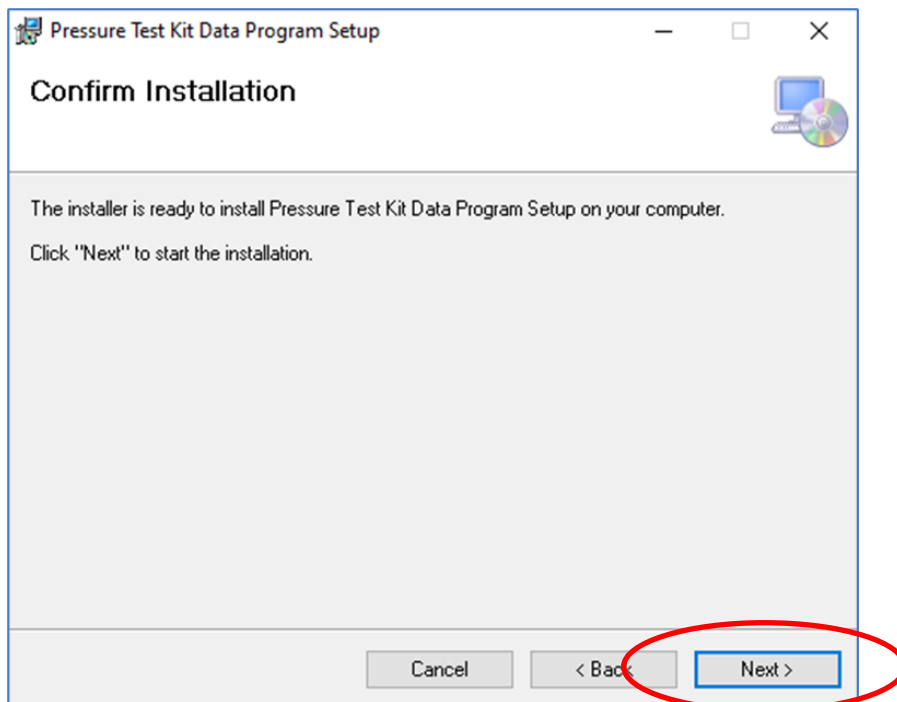 Pressure Test Kit Data Program Setup
Confirm Installation
The installer is ready to install Pressure Test Kit Data Program Setup on your computer.
Click "Next" to start the installation.
Cancel
< Back
Next >